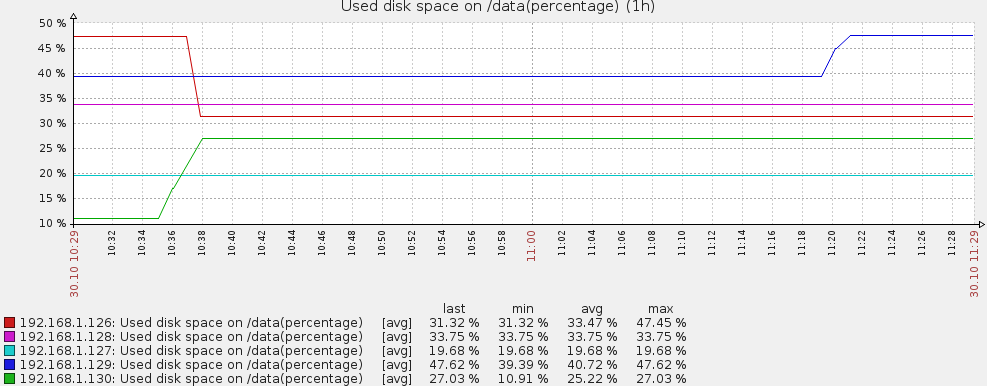 Used disk space on /data(percentage) (1h)
50 %
45 %
40 %
35 %
30 %
25 %
20 %
15 %
10 %
30.10 10:29 10:32 10:34 10:36 10:38 10:40 10:42 10:44 10:46 10:48 10:50 10:52 10:54 10:56 10:58 11:00 11:02 11:04 11:06 11:08 11:10 11:12 11:14 11:16 11:18 11:20 11:22 11:24 11:26 11:28 30.10 11:29
last min avg max
192.168.1.126: Used disk space on /data(percentage) [avg] 31.32 % 31.32 % 33.47 % 47.45 %
192.168.1.128: Used disk space on /data(percentage) [avg] 33.75 % 33.75 % 33.75 % 33.75 %
192.168.1.127: Used disk space on /data(percentage) [avg] 19.68 % 19.68 % 19.68 % 19.68 %
192.168.1.129: Used disk space on /data(percentage) [avg] 47.62 % 39.39 % 40.72 % 47.62 %
192.168.1.130: Used disk space on /data(percentage) [avg] 27.03 % 10.91 % 25.22 % 27.03 %